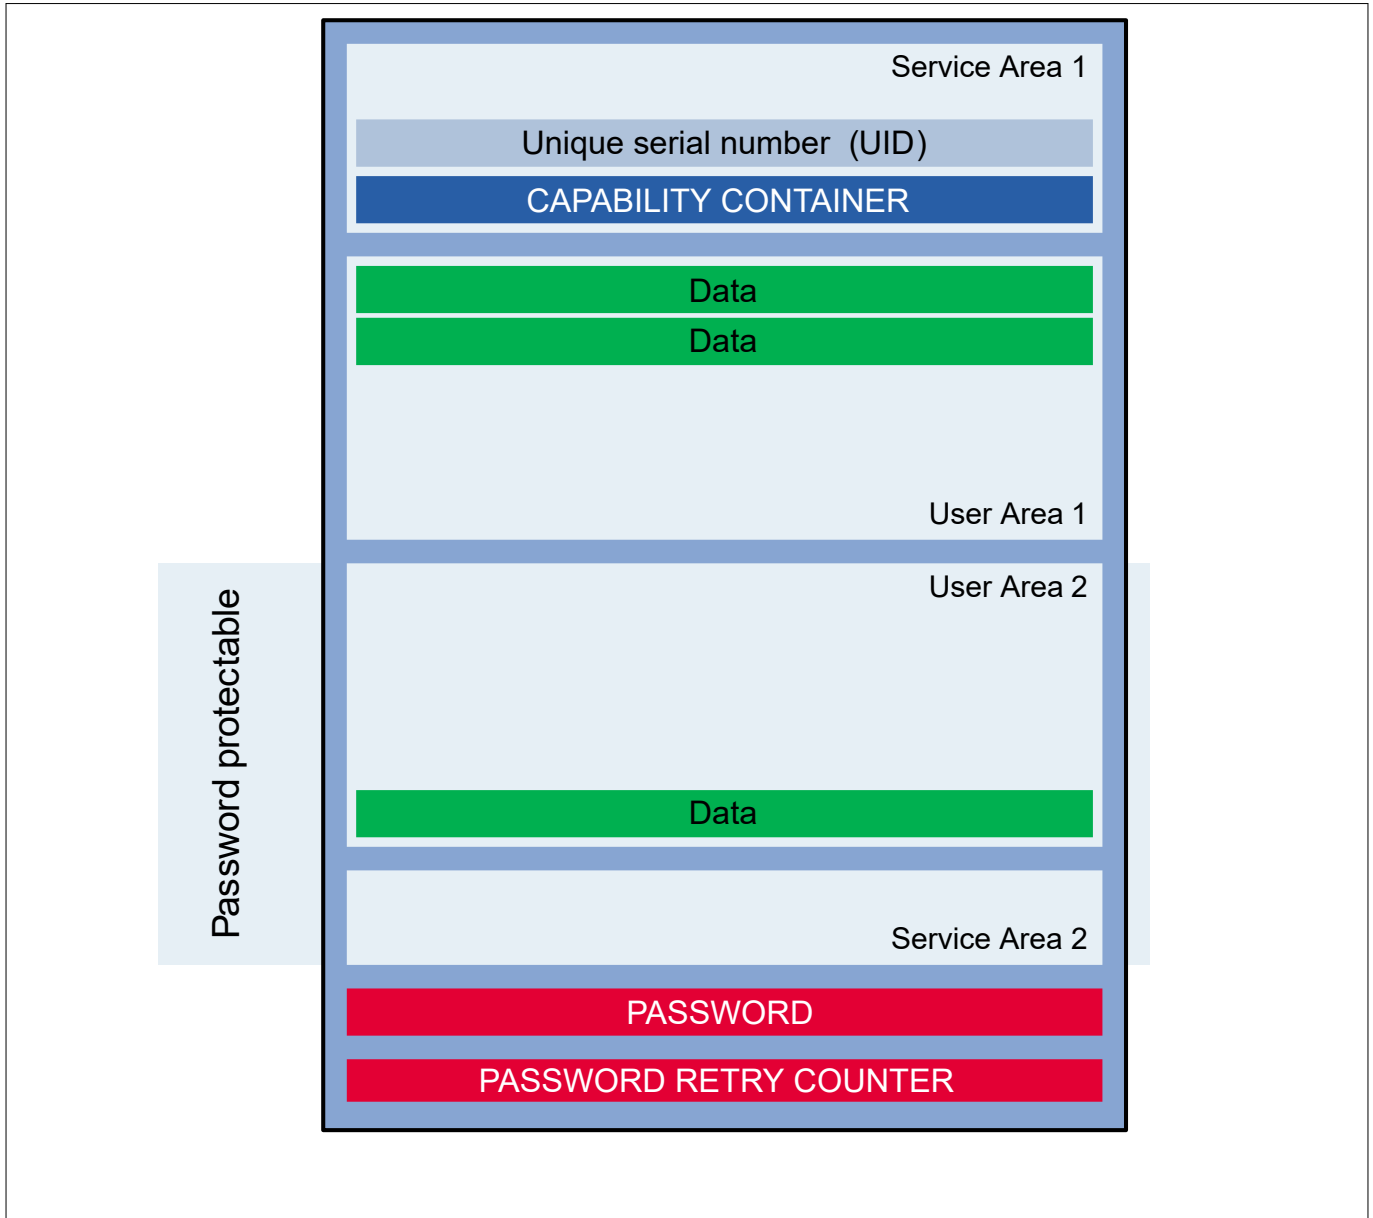 Service Area 1
Unique serial number (UID)
CAPABILITY CONTAINER
Data
Data
User Area 1
Password protectable
User Area 2
Data
Service Area 2
PASSWORD
PASSWORD RETRY COUNTER